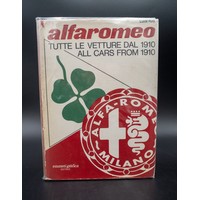 alfaromeo
TUTTE LE VETTURE DAL 1910
ALL CARS FROM 1910
ALFA-ROMEO
MILANO